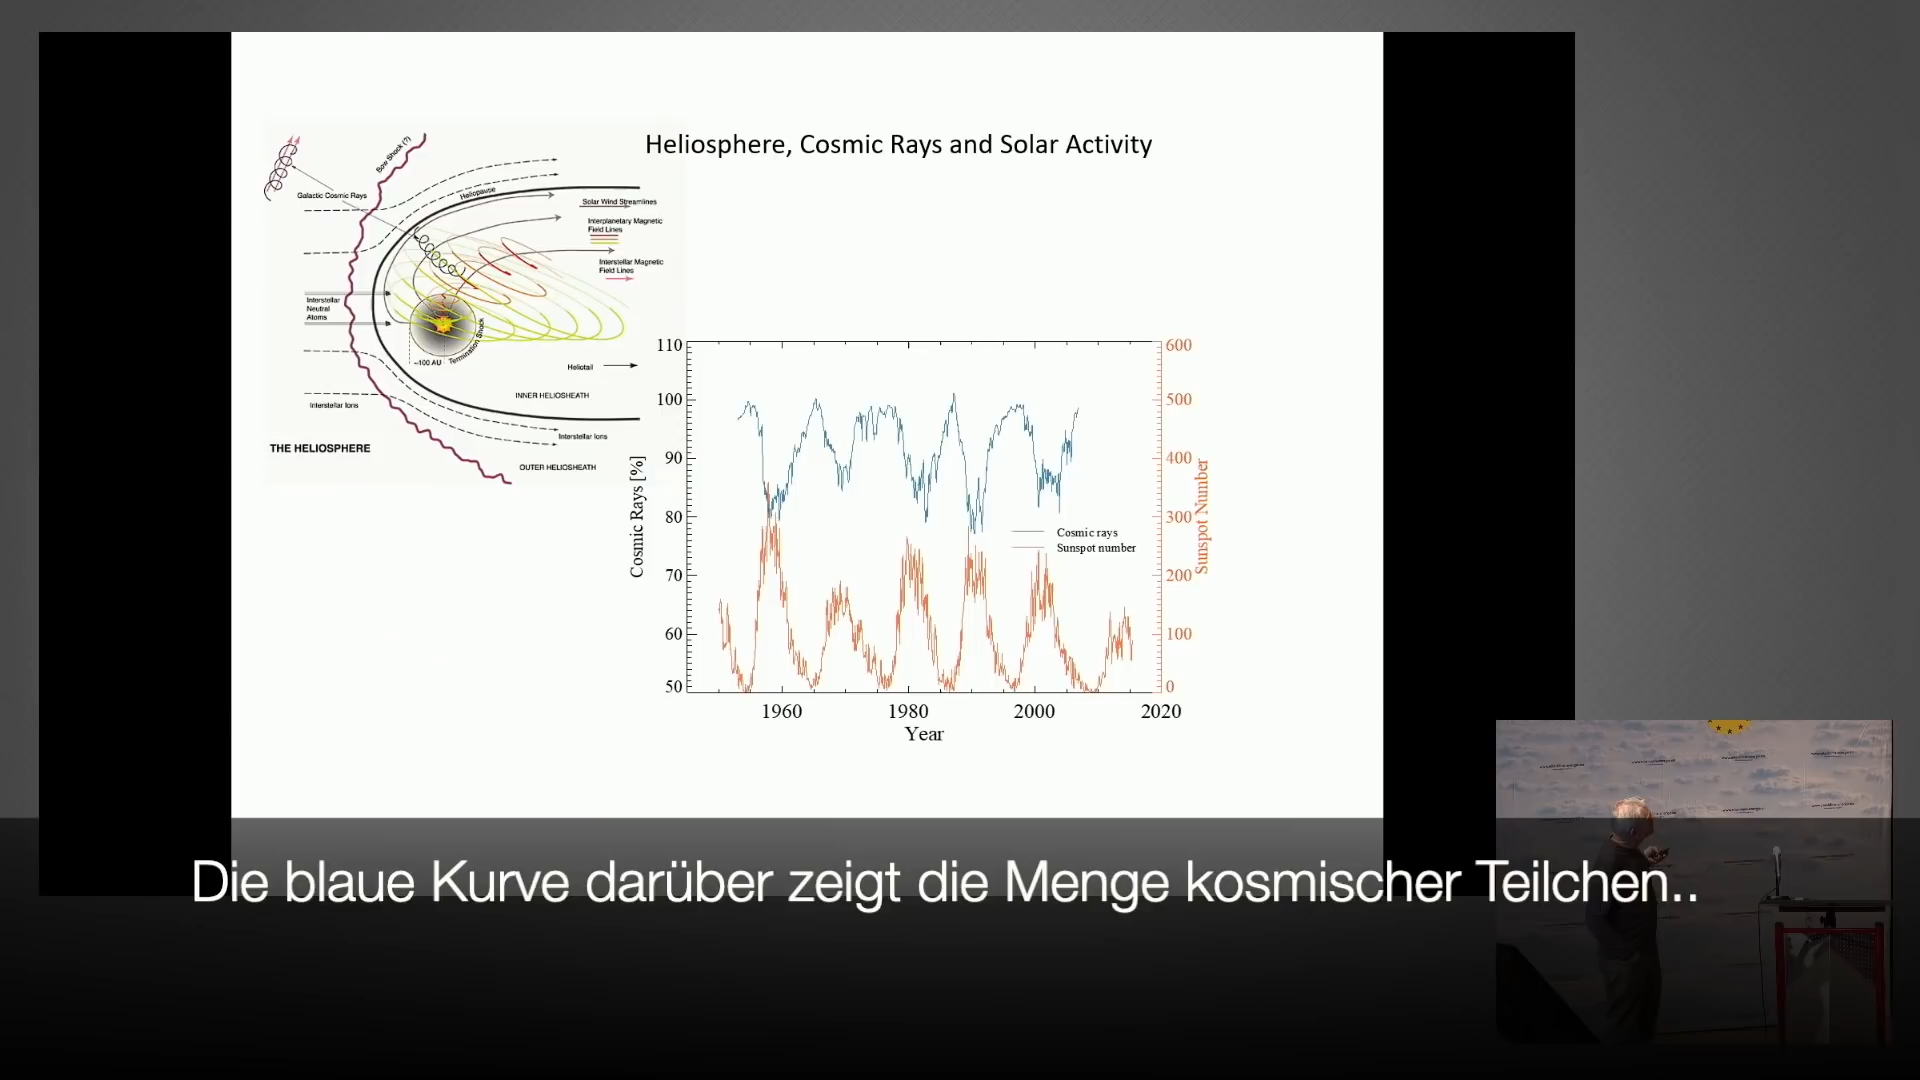 Heliosphere, Cosmic Rays and Solar Activity
Bow Shock (?)
Galactic Cosmic Rays
Heliopause
Solar Wind Streamlines
Interplanetary Magnetic
Field Lines
Interstellar Magnetic
Field Lines
Interstellar
Neutral
Atoms
Termination Shock
~100 AU
Heliotail
INNER HELIOSHEATH
Interstellar Ions
Interstellar Ions
THE HELIOSPHERE
OUTER HELIOSHEATH
110
100
90
80
70
60
50
Cosmic Rays [%]
600
500
400
300
200
100
0
Sunspot Number
Cosmic rays
Sunspot number
1960
1980
2000
2020
Year
Die blaue Kurve darüber zeigt die Menge kosmischer Teilchen..